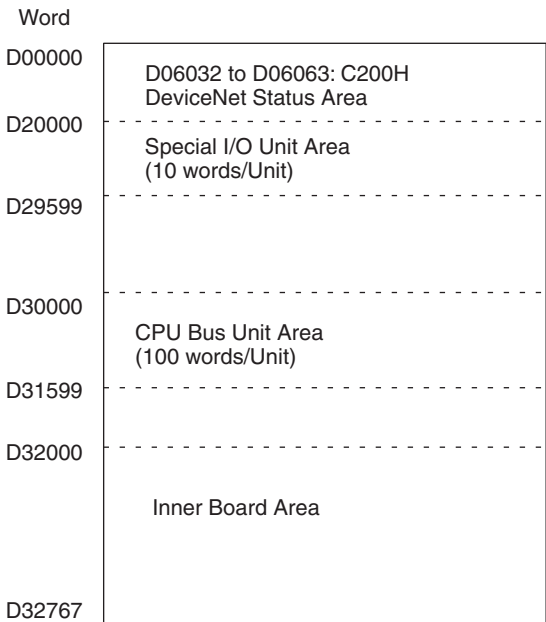 Word
D00000
D06032 to D06063: C200H
DeviceNet Status Area
D20000
Special I/O Unit Area
(10 words/Unit)
D29599
D30000
CPU Bus Unit Area
(100 words/Unit)
D31599
D32000
Inner Board Area
D32767